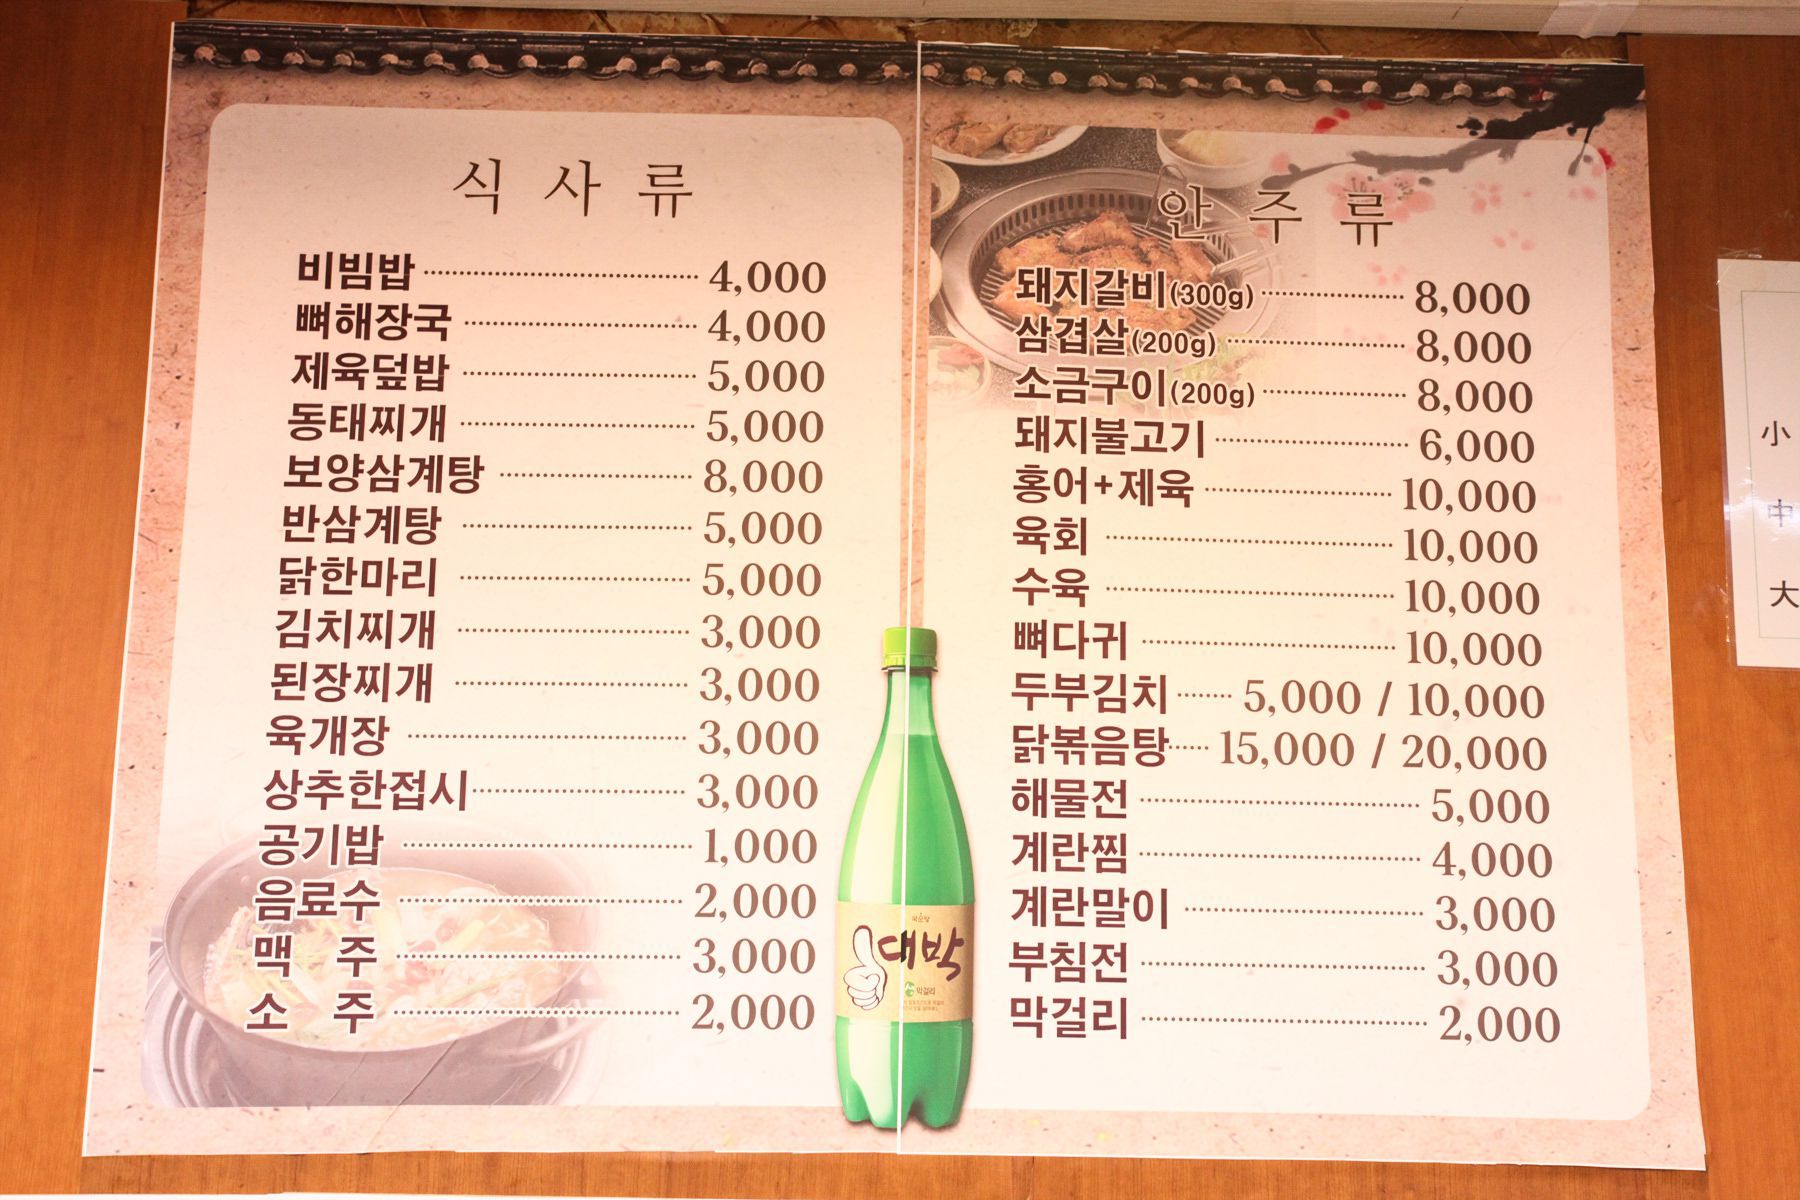 식 사 류
비빔밥 4,000
뼈해장국 4,000
제육덮밥 5,000
동태찌개 5,000
보양삼계탕 8,000
반삼계탕 5,000
닭한마리 5,000
김치찌개 3,000
된장찌개 3,000
육개장 3,000
상추한접시 3,000
공기밥 1,000
음료수 2,000
맥 주 3,000
소 주 2,000
안 주 류
돼지갈비(300g) 8,000
삼겹살(200g) 8,000
소금구이(200g) 8,000
돼지불고기 6,000
홍어+제육 10,000
육회 10,000
수육 10,000
뼈다귀 10,000
두부김치 5,000 / 10,000
닭볶음탕 15,000 / 20,000
해물전 5,000
계란찜 4,000
계란말이 3,000
부침전 3,000
막걸리 2,000
대박
막걸리
小
中
大